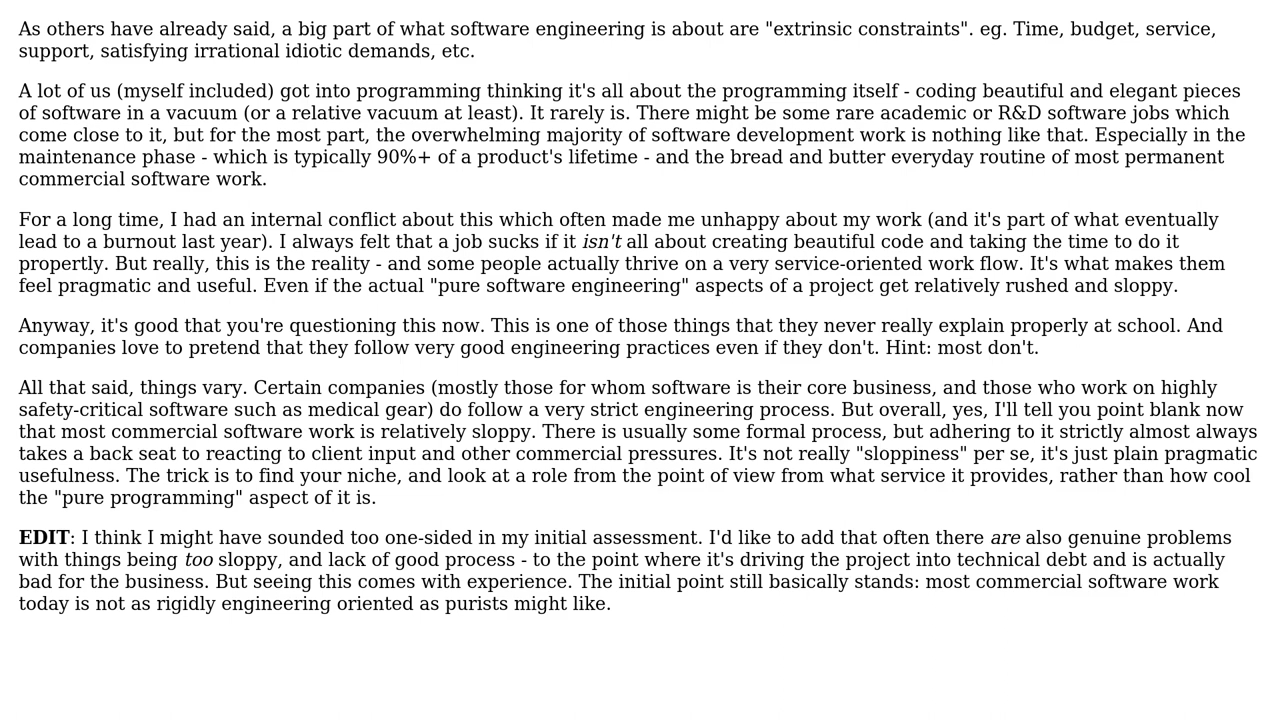 As others have already said, a big part of what software engineering is about are "extrinsic constraints". eg. Time, budget, service,
support, satisfying irrational idiotic demands, etc.
A lot of us (myself included) got into programming thinking it's all about the programming itself - coding beautiful and elegant pieces
of software in a vacuum (or a relative vacuum at least). It rarely is. There might be some rare academic or R&D software jobs which
come close to it, but for the most part, the overwhelming majority of software development work is nothing like that. Especially in the
maintenance phase - which is typically 90%+ of a product's lifetime - and the bread and butter everyday routine of most permanent
commercial software work.
For a long time, I had an internal conflict about this which often made me unhappy about my work (and it's part of what eventually
lead to a burnout last year). I always felt that a job sucks if it isn't all about creating beautiful code and taking the time to do it
propertly. But really, this is the reality - and some people actually thrive on a very service-oriented work flow. It's what makes them
feel pragmatic and useful. Even if the actual "pure software engineering" aspects of a project get relatively rushed and sloppy.
Anyway, it's good that you're questioning this now. This is one of those things that they never really explain properly at school. And
companies love to pretend that they follow very good engineering practices even if they don't. Hint: most don't.
All that said, things vary. Certain companies (mostly those for whom software is their core business, and those who work on highly
safety-critical software such as medical gear) do follow a very strict engineering process. But overall, yes, I'll tell you point blank now
that most commercial software work is relatively sloppy. There is usually some formal process, but adhering to it strictly almost always
takes a back seat to reacting to client input and other commercial pressures. It's not really "sloppiness" per se, it's just plain pragmatic
usefulness. The trick is to find your niche, and look at a role from the point of view from what service it provides, rather than how cool
the "pure programming" aspect of it is.
EDIT: I think I might have sounded too one-sided in my initial assessment. I'd like to add that often there are also genuine problems
with things being too sloppy, and lack of good process - to the point where it's driving the project into technical debt and is actually
bad for the business. But seeing this comes with experience. The initial point still basically stands: most commercial software work
today is not as rigidly engineering oriented as purists might like.